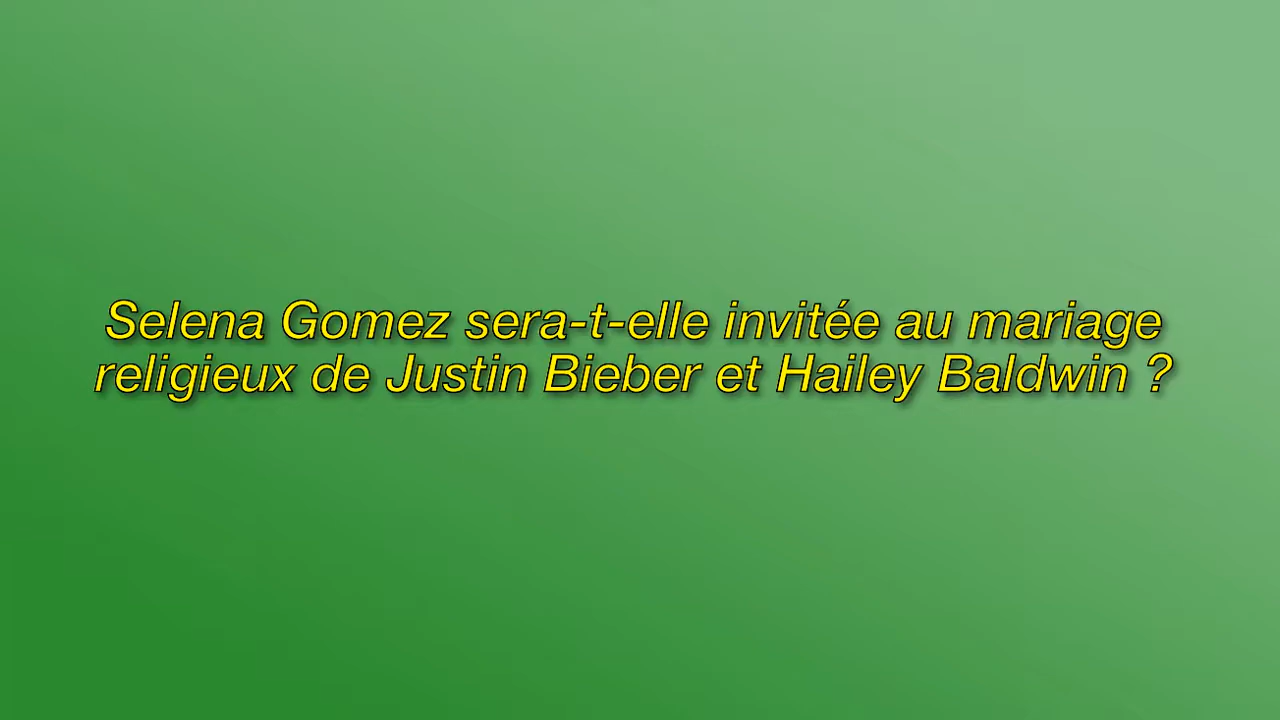 Selena Gomez sera-t-elle invitée au mariage
religieux de Justin Bieber et Hailey Baldwin ?